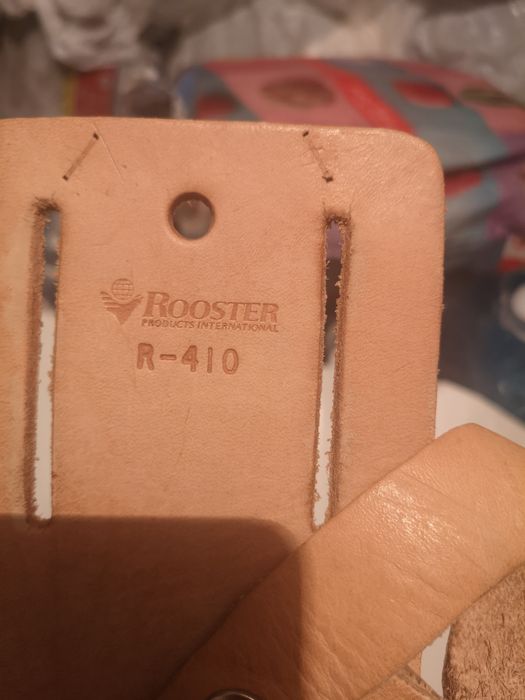 ROOSTER
PRODUCTS INTERNATIONAL
R-410